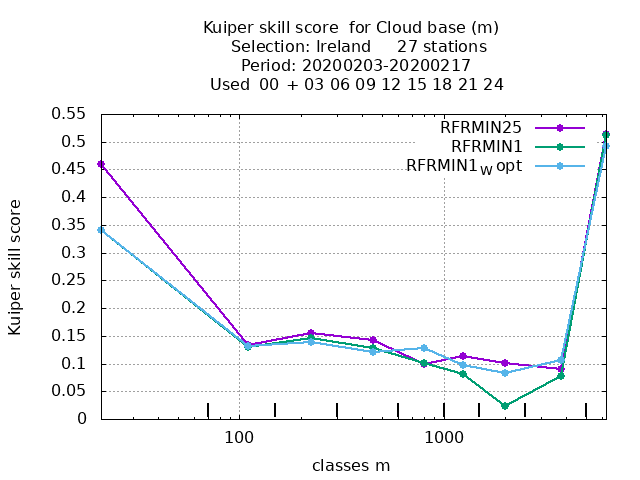 Kuiper skill score for Cloud base (m)
Selection: Ireland 27 stations
Period: 20200203-20200217
Used 00 + 03 06 09 12 15 18 21 24
RFRMIN25
RFRMIN1
RFRMIN1W opt
Kuiper skill score
0.55
0.5
0.45
0.4
0.35
0.3
0.25
0.2
0.15
0.1
0.05
0
100 1000
classes m